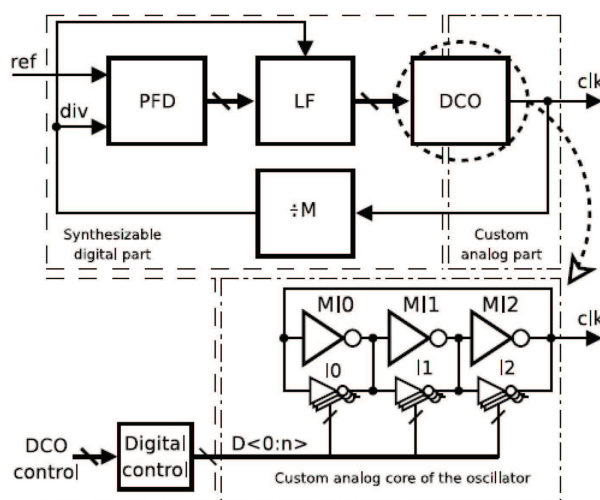 ref
div
PFD
LF
DCO
clk
÷M
Synthesizable
digital part
Custom
analog part
MI0
MI1
MI2
clk
I0
I1
I2
DCO
control
Digital
control
D<0:n>
Custom analog core of the oscillator